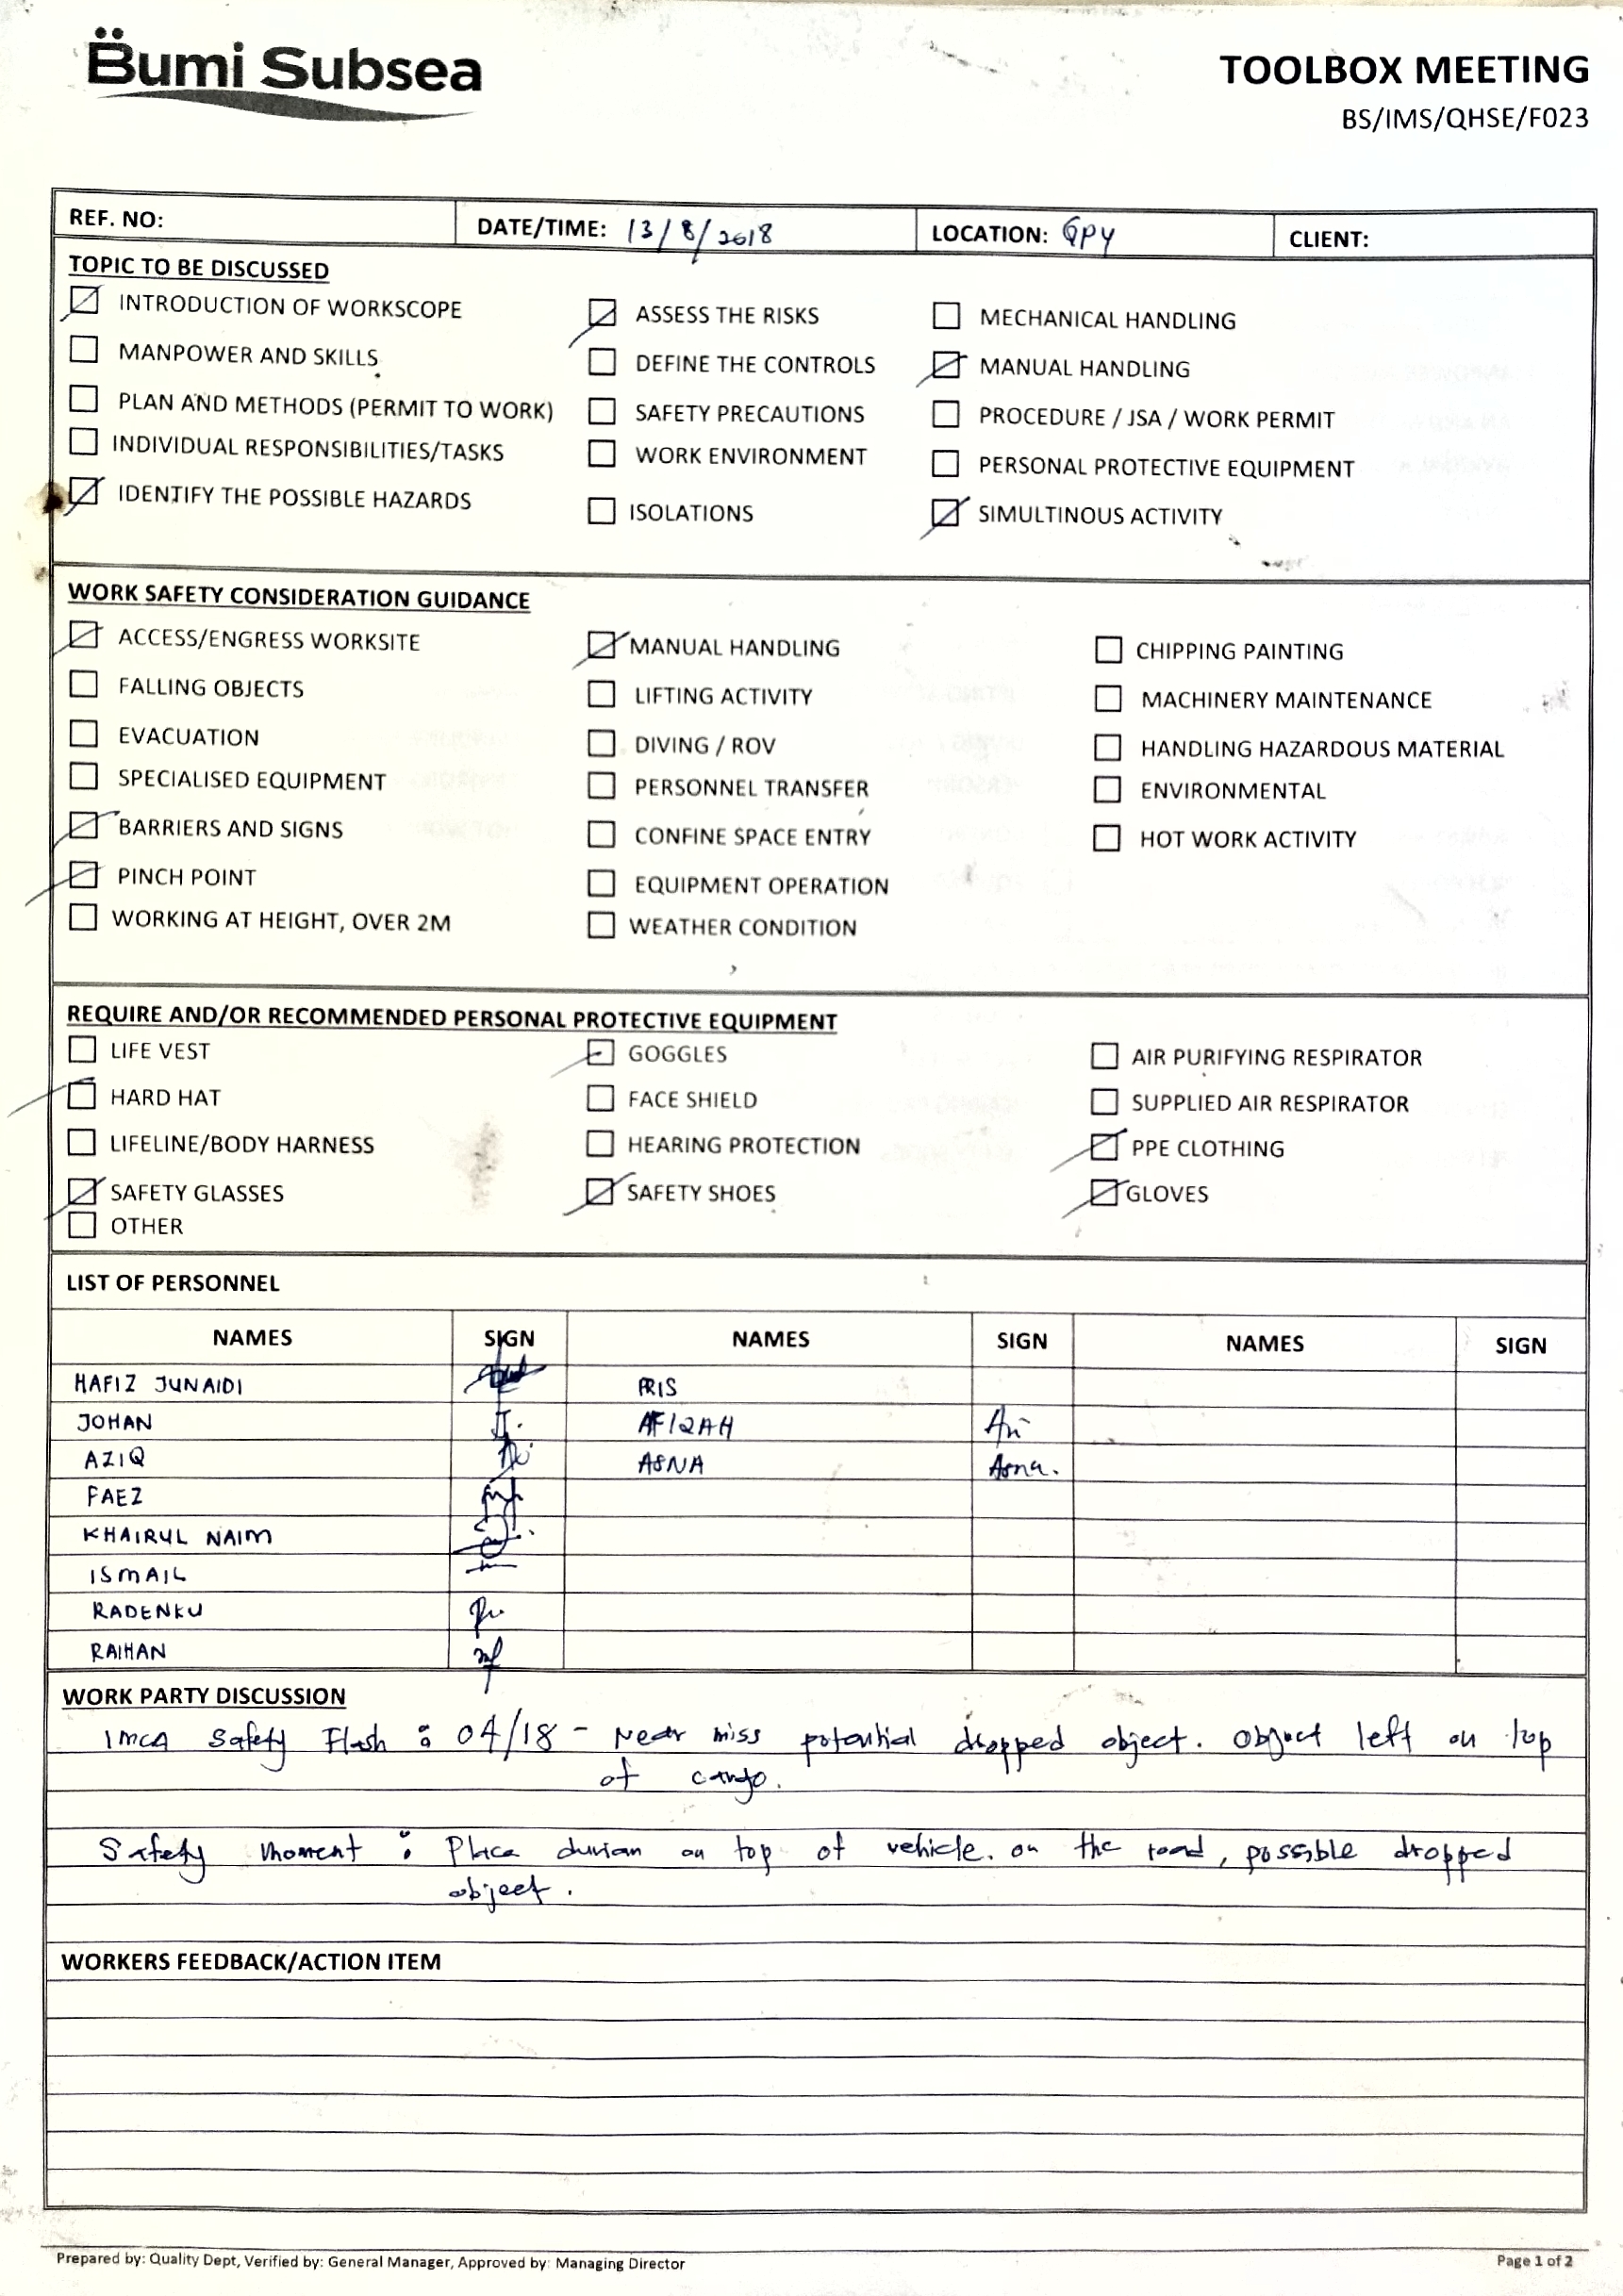 Bumi Subsea
TOOLBOX MEETING
BS/IMS/QHSE/F023
REF. NO: DATE/TIME: 13/8/2018 LOCATION: GPY CLIENT:
TOPIC TO BE DISCUSSED
INTRODUCTION OF WORKSCOPE ASSESS THE RISKS MECHANICAL HANDLING
MANPOWER AND SKILLS DEFINE THE CONTROLS MANUAL HANDLING
PLAN AND METHODS (PERMIT TO WORK) SAFETY PRECAUTIONS PROCEDURE / JSA / WORK PERMIT
INDIVIDUAL RESPONSIBILITIES/TASKS WORK ENVIRONMENT PERSONAL PROTECTIVE EQUIPMENT
IDENTIFY THE POSSIBLE HAZARDS ISOLATIONS SIMULTINOUS ACTIVITY
WORK SAFETY CONSIDERATION GUIDANCE
ACCESS/ENGRESS WORKSITE MANUAL HANDLING CHIPPING PAINTING
FALLING OBJECTS LIFTING ACTIVITY MACHINERY MAINTENANCE
EVACUATION DIVING / ROV HANDLING HAZARDOUS MATERIAL
SPECIALISED EQUIPMENT PERSONNEL TRANSFER ENVIRONMENTAL
BARRIERS AND SIGNS CONFINE SPACE ENTRY HOT WORK ACTIVITY
PINCH POINT EQUIPMENT OPERATION
WORKING AT HEIGHT, OVER 2M WEATHER CONDITION
REQUIRE AND/OR RECOMMENDED PERSONAL PROTECTIVE EQUIPMENT
LIFE VEST GOGGLES AIR PURIFYING RESPIRATOR
HARD HAT FACE SHIELD SUPPLIED AIR RESPIRATOR
LIFELINE/BODY HARNESS HEARING PROTECTION PPE CLOTHING
SAFETY GLASSES SAFETY SHOES GLOVES
OTHER
LIST OF PERSONNEL
NAMES SIGN NAMES SIGN NAMES SIGN
HAFIZ JUNAIDI
JOHAN AFIQAH
AZIQ ASNA Asna.
FAEZ
KHAIRUL NAIM
ISMAIL
RADENKU
RAIHAN
WORK PARTY DISCUSSION
IMCA Safety Flash : 04/18 - Near miss potential dropped object. Object left on top
of cargo.
Safety moment : Place durian on top of vehicle. on the road, possible dropped
object.
WORKERS FEEDBACK/ACTION ITEM
Prepared by: Quality Dept, Verified by: General Manager, Approved by: Managing Director
Page 1 of 2